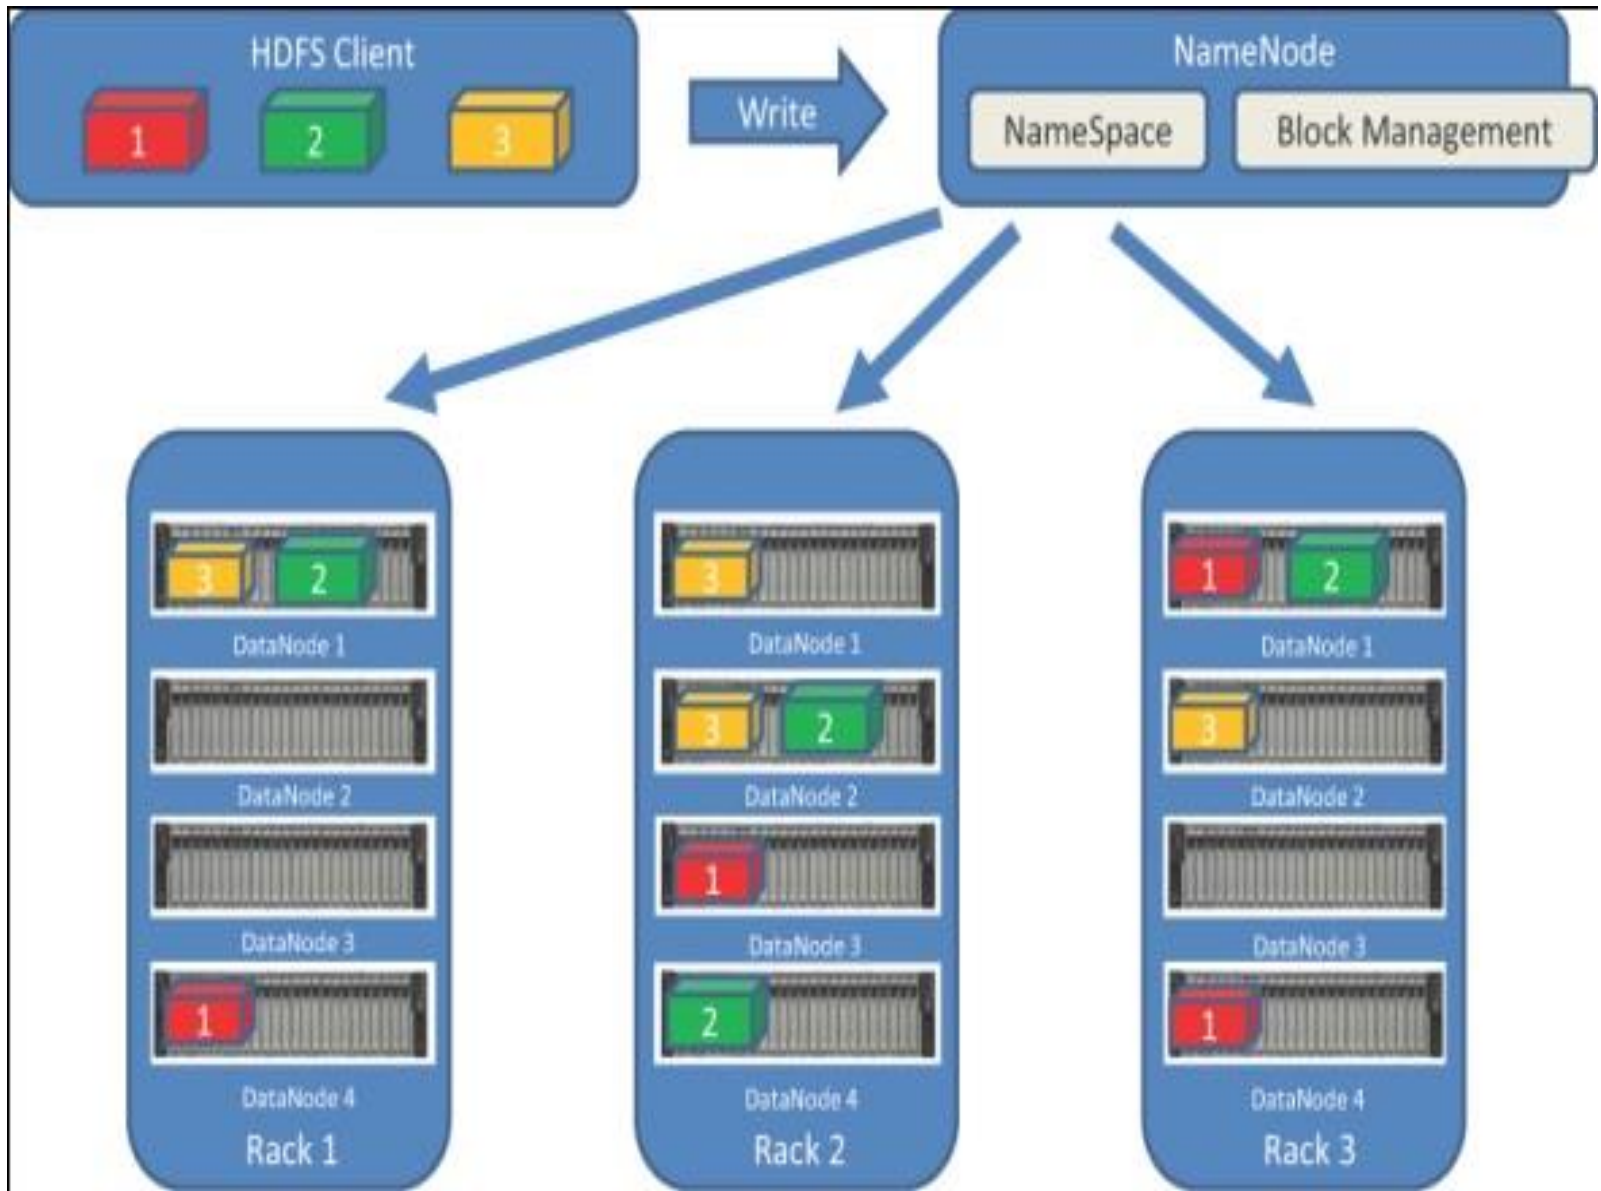 HDFS Client
1 2 3
Write
NameNode
NameSpace
Block Management
3 2
DataNode 1
DataNode 2
DataNode 3
1
DataNode 4
Rack 1
3
DataNode 1
3 2
DataNode 2
1
DataNode 3
2
DataNode 4
Rack 2
1 2
DataNode 1
3
DataNode 2
DataNode 3
1
DataNode 4
Rack 3